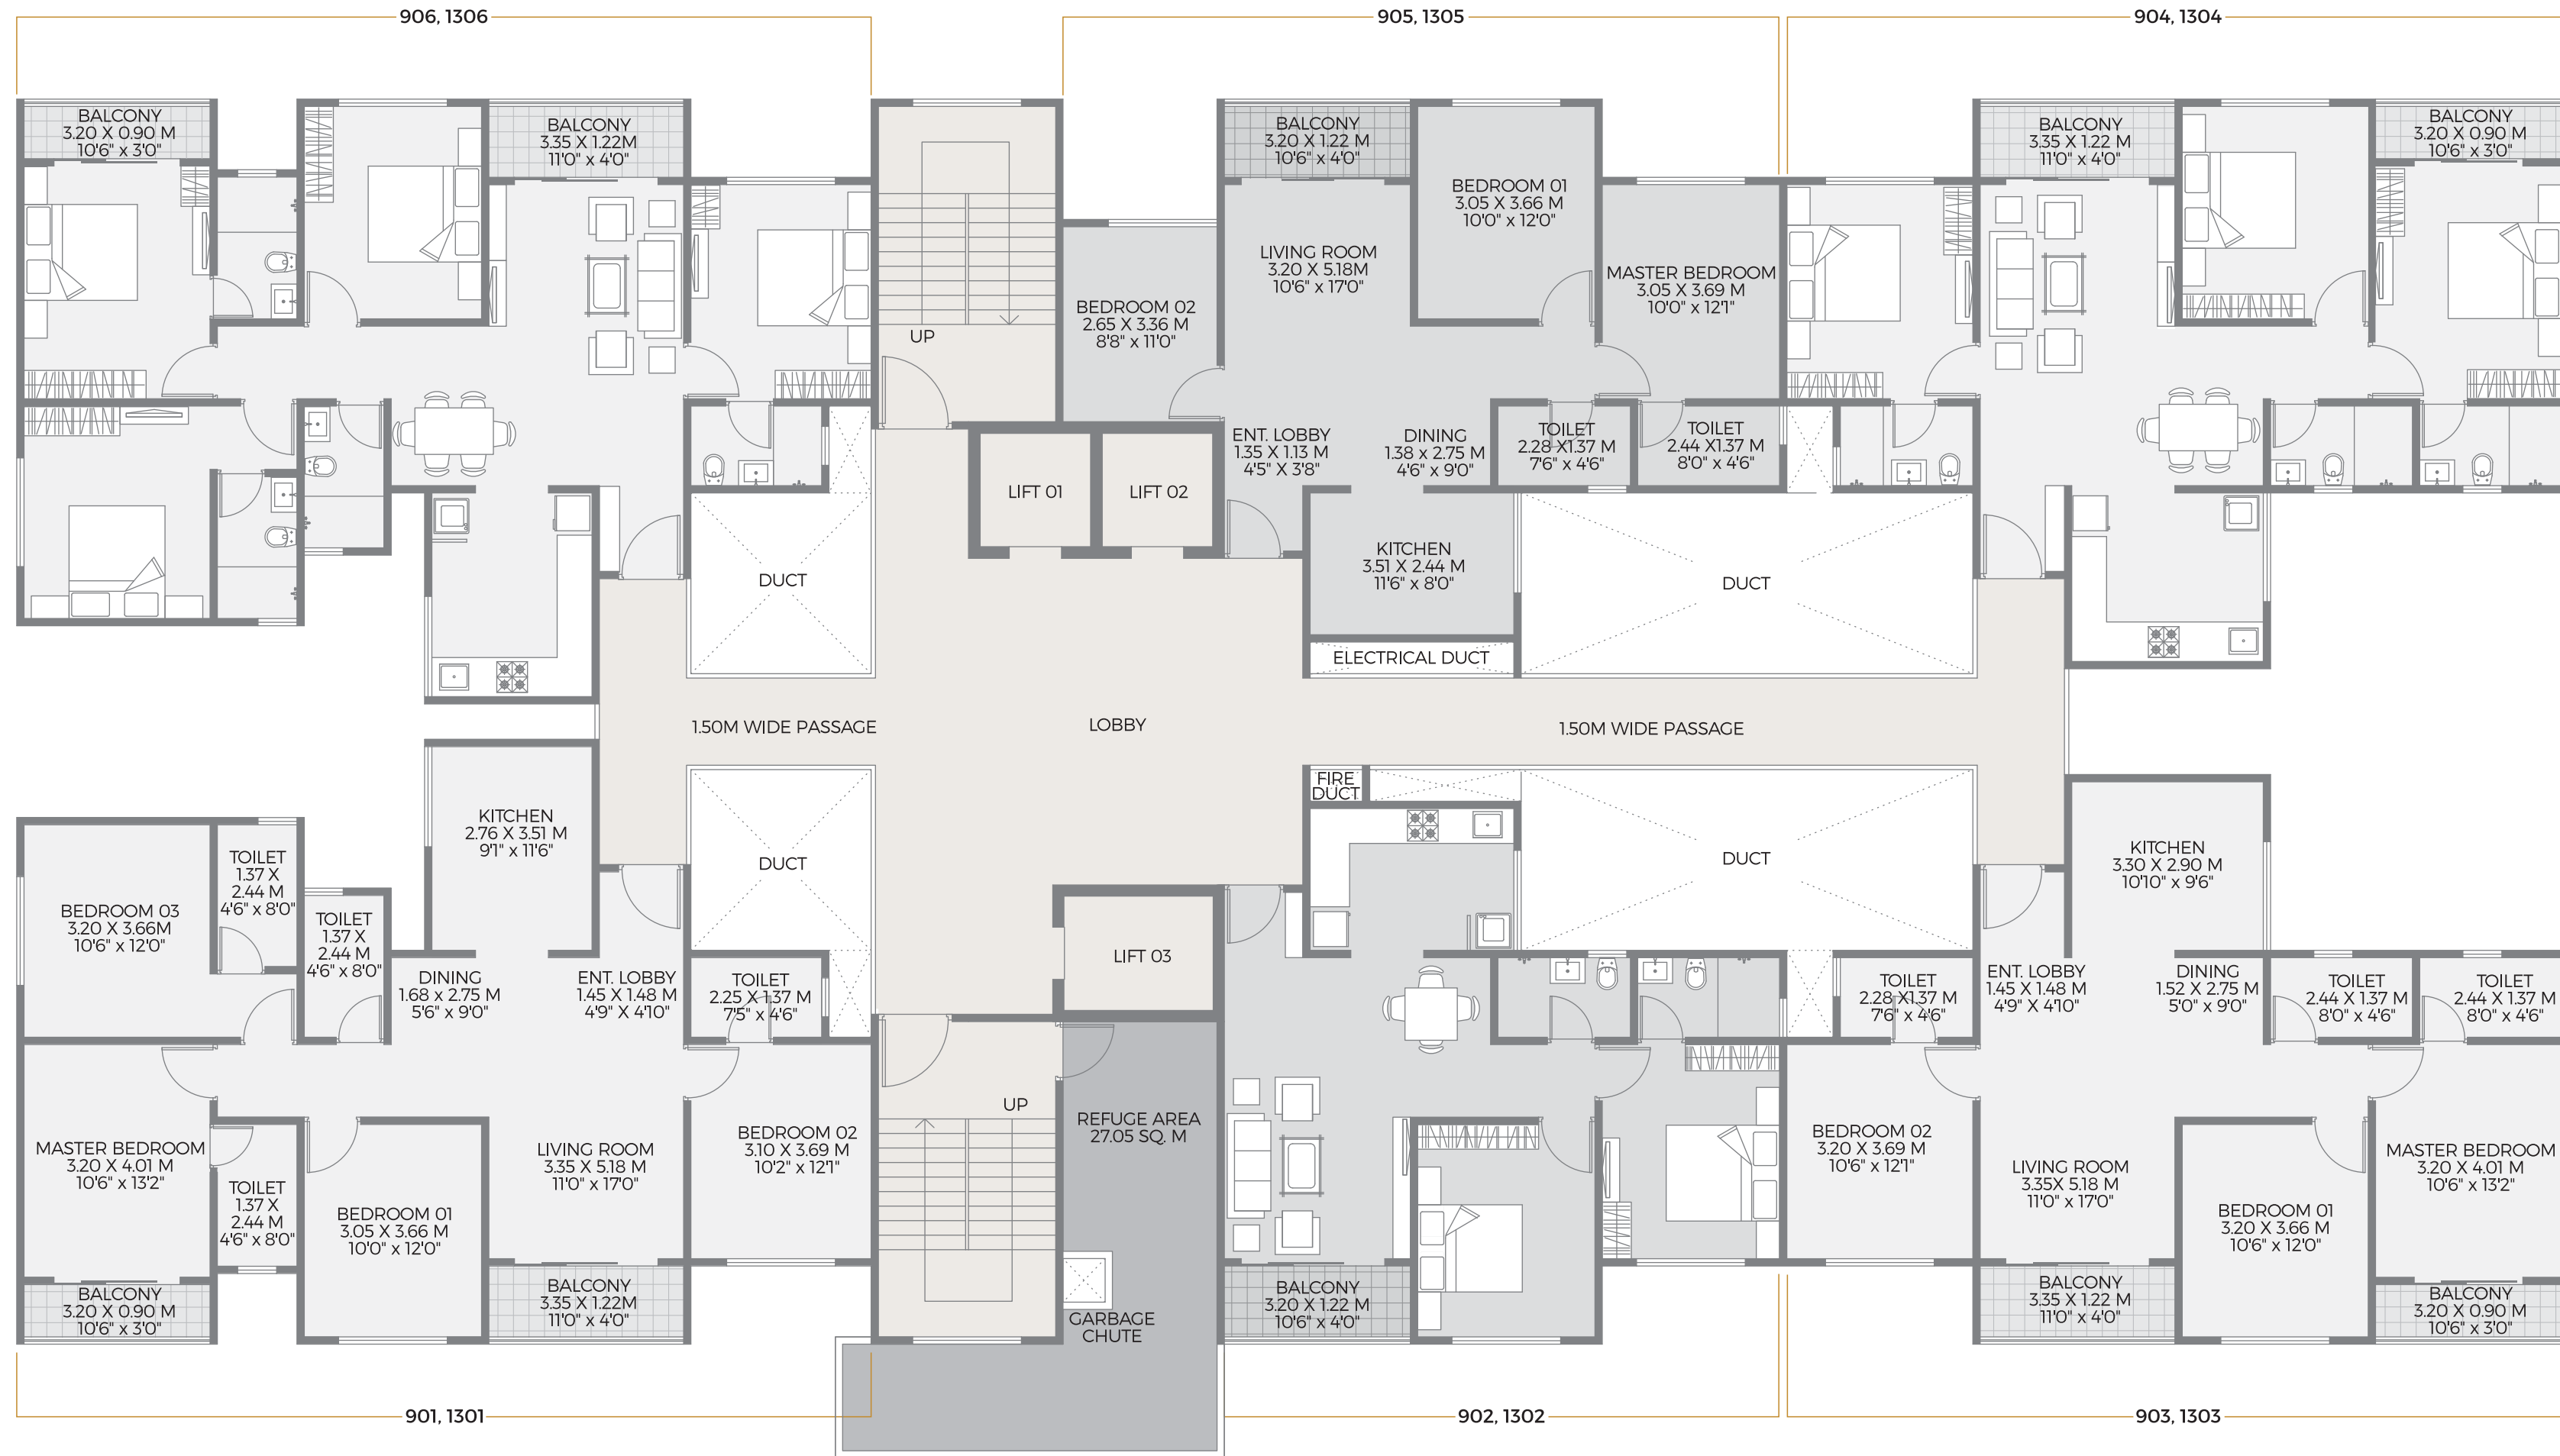 906, 1306
905, 1305
904, 1304
BALCONY
3.20 X 0.90 M
10'6" x 3'0"
BALCONY
3.35 X 1.22M
11'0" x 4'0"
BALCONY
3.20 X 1.22 M
10'6" x 4'0"
BALCONY
3.35 X 1.22 M
11'0" x 4'0"
BALCONY
3.20 X 0.90 M
10'6" x 3'0"
BEDROOM 01
3.05 X 3.66 M
10'0" x 12'0"
LIVING ROOM
3.20 X 5.18M
10'6" x 17'0"
MASTER BEDROOM
3.05 X 3.69 M
10'0" x 12'1"
BEDROOM 02
2.65 X 3.36 M
8'8" x 11'0"
UP
ENT. LOBBY
1.35 X 1.13 M
4'5" X 3'8"
DINING
1.38 x 2.75 M
4'6" x 9'0"
TOILET
2.28 X1.37 M
7'6" x 4'6"
TOILET
2.44 X1.37 M
8'0" x 4'6"
LIFT 01
LIFT 02
KITCHEN
3.51 X 2.44 M
11'6" x 8'0"
DUCT
DUCT
ELECTRICAL DUCT
1.50M WIDE PASSAGE
LOBBY
1.50M WIDE PASSAGE
FIRE
DUCT
KITCHEN
2.76 X 3.51 M
9'1" x 11'6"
DUCT
DUCT
KITCHEN
3.30 X 2.90 M
10'10" x 9'6"
TOILET
1.37 X
2.44 M
4'6" x 8'0"
BEDROOM 03
3.20 X 3.66M
10'6" x 12'0"
TOILET
1.37 X
2.44 M
4'6" x 8'0"
DINING
1.68 x 2.75 M
5'6" x 9'0"
ENT. LOBBY
1.45 X 1.48 M
4'9" X 4'10"
TOILET
2.25 X 1.37 M
7'5" x 4'6"
LIFT 03
TOILET
2.28 X1.37 M
7'6" x 4'6"
ENT. LOBBY
1.45 X 1.48 M
4'9" X 4'10"
DINING
1.52 X 2.75 M
5'0" x 9'0"
TOILET
2.44 X 1.37 M
8'0" x 4'6"
TOILET
2.44 X 1.37 M
8'0" x 4'6"
UP
REFUGE AREA
27.05 SQ. M
MASTER BEDROOM
3.20 X 4.01 M
10'6" x 13'2"
TOILET
1.37 X
2.44 M
4'6" x 8'0"
BEDROOM 01
3.05 X 3.66 M
10'0" x 12'0"
LIVING ROOM
3.35 X 5.18 M
11'0" x 17'0"
BEDROOM 02
3.10 X 3.69 M
10'2" x 12'1"
BEDROOM 02
3.20 X 3.69 M
10'6" x 12'1"
LIVING ROOM
3.35X 5.18 M
11'0" x 17'0"
BEDROOM 01
3.20 X 3.66 M
10'6" x 12'0"
MASTER BEDROOM
3.20 X 4.01 M
10'6" x 13'2"
BALCONY
3.20 X 0.90 M
10'6" x 3'0"
BALCONY
3.35 X 1.22M
11'0" x 4'0"
GARBAGE
CHUTE
BALCONY
3.20 X 1.22 M
10'6" x 4'0"
BALCONY
3.35 X 1.22 M
11'0" x 4'0"
BALCONY
3.20 X 0.90 M
10'6" x 3'0"
901, 1301
902, 1302
903, 1303